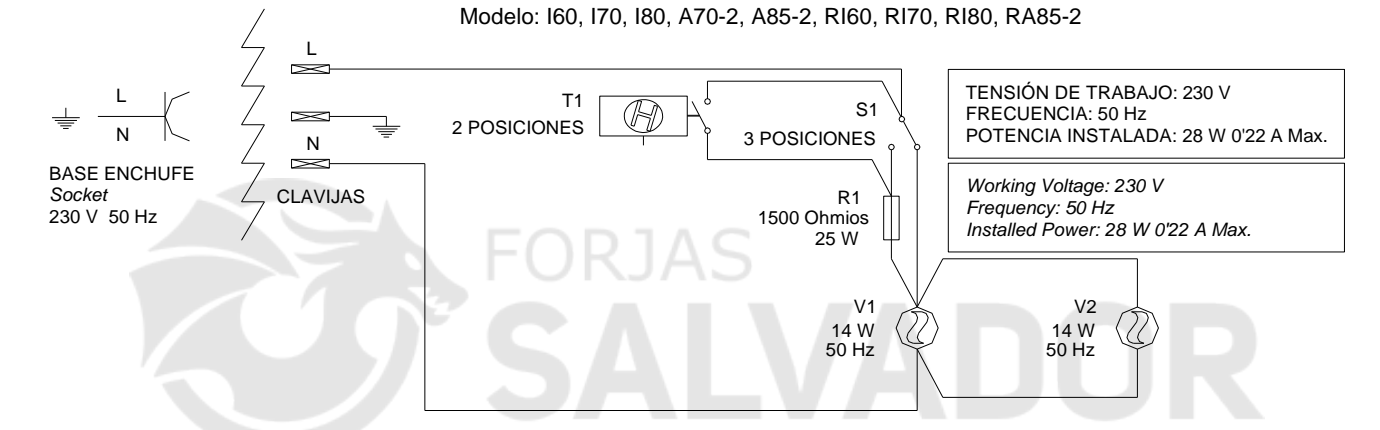 Modelo: I60, I70, I80, A70-2, A85-2, RI60, RI70, RI80, RA85-2
L
N
BASE ENCHUFE
Socket
230 V  50 Hz
L
N
CLAVIJAS
T1
2 POSICIONES
S1
3 POSICIONES
R1
1500 Ohmios
25 W
V1
14 W
50 Hz
V2
14 W
50 Hz
TENSIÓN DE TRABAJO: 230 V
FRECUENCIA: 50 Hz
POTENCIA INSTALADA: 28 W 0'22 A Max.
Working Voltage: 230 V
Frequency: 50 Hz
Installed Power: 28 W 0'22 A Max.
FORJAS
SALVADOR